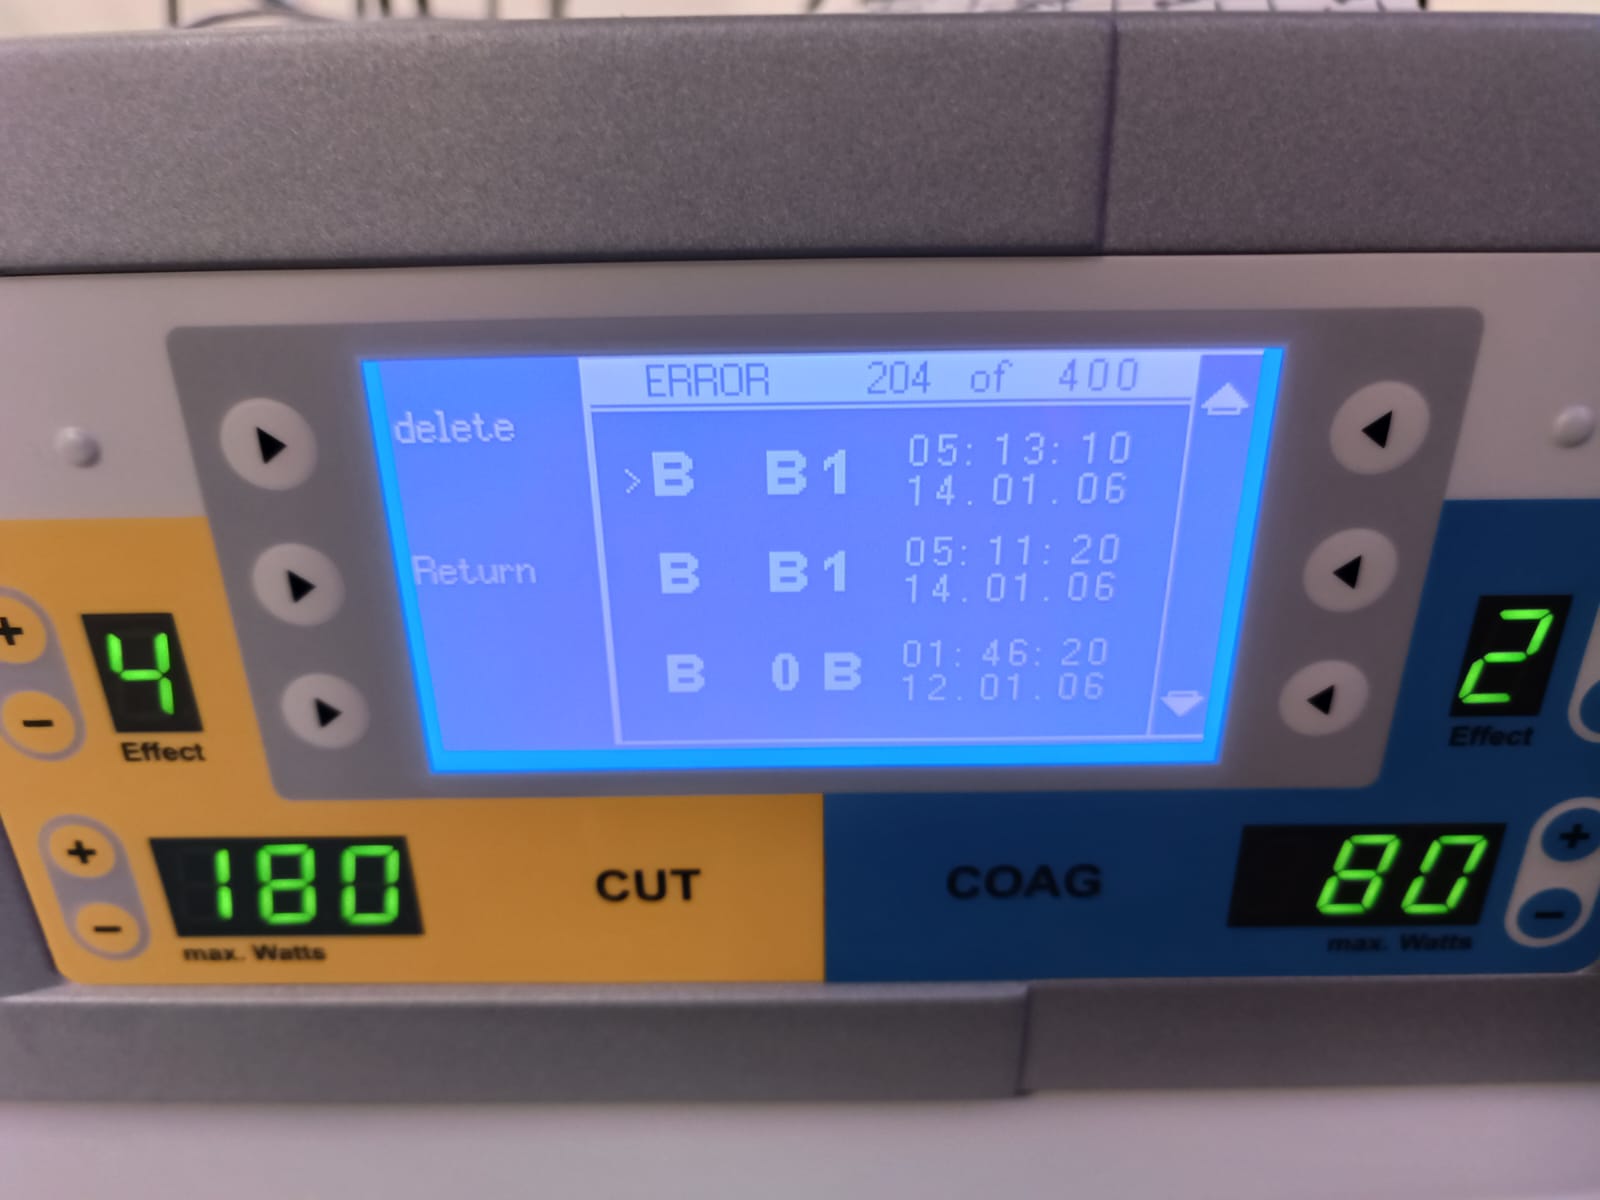 ERROR 204 of 400
delete
> B B1 05:13:10
14.01.06
Return
B B1 05:11:20
14.01.06
B 0B 01:46:20
12.01.06
+
-
4
Effect
2
Effect
+
-
180
max. Watts
CUT
COAG
80
max. Watts
+
-